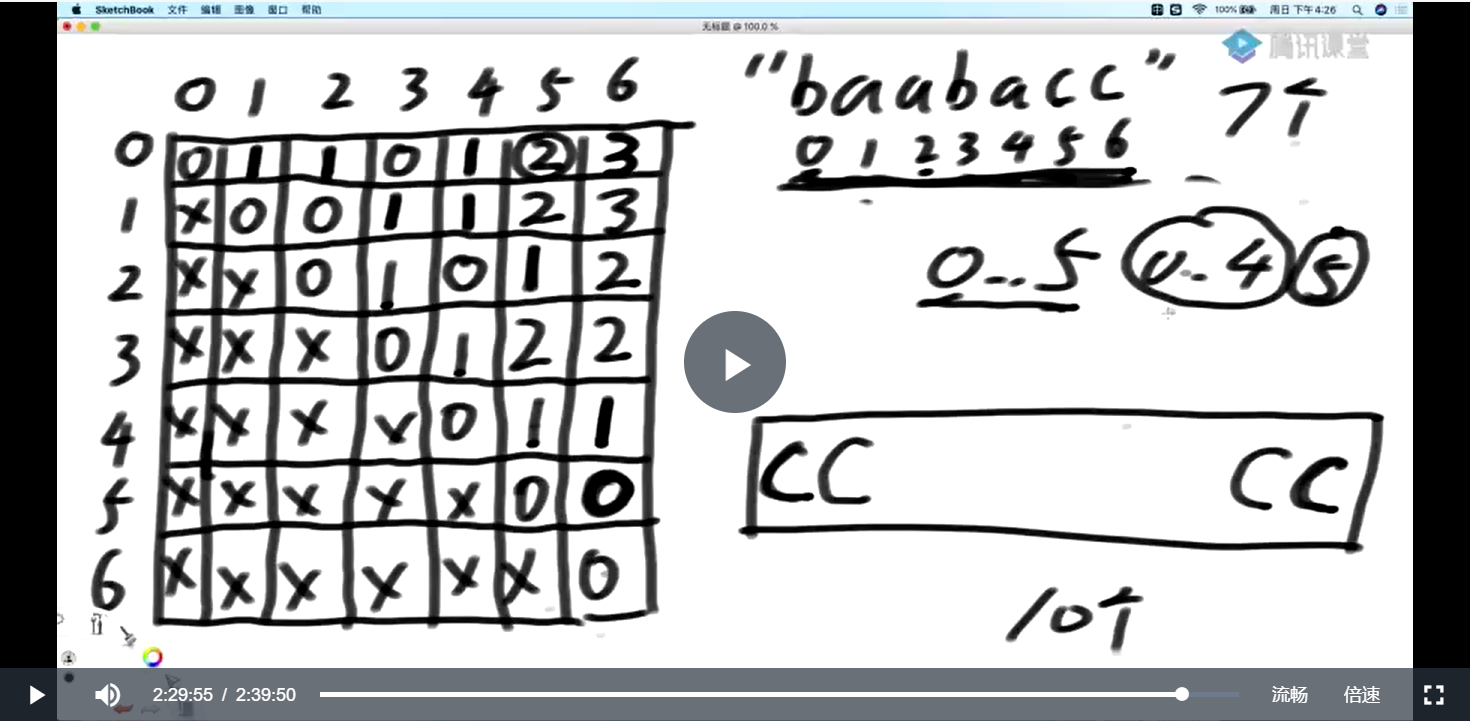 SketchBook 文件 编辑 图像 窗口 帮助 100% 周日 下午4:26
无标题 @ 100.0 %
腾讯课堂
0 1 2 3 4 5 6
0 0 1 1 0 1 2 3
1 x 0 0 1 1 2 3
2 x x 0 1 0 1 2
3 x x x 0 1 2 2
4 x x x x 0 1 1
5 x x x x x 0 0
6 x x x x x x 0
"baabacc" 7个
0 1 2 3 4 5 6
0...5 0..4 5
CC CC
10个
2:29:55 / 2:39:50 流畅 倍速